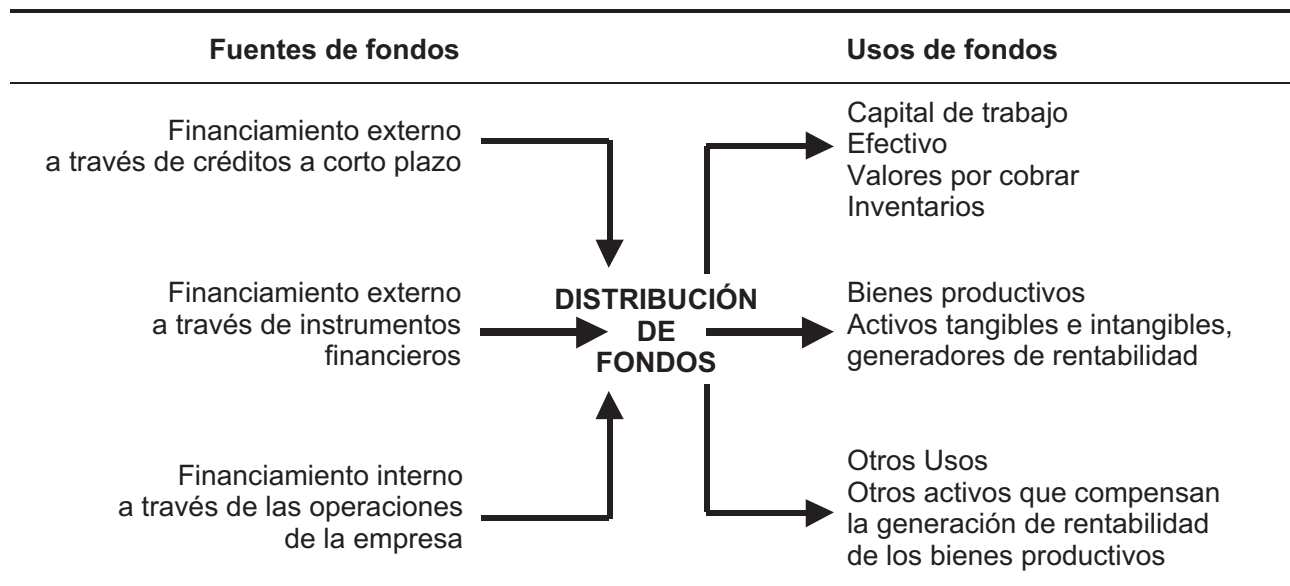 Fuentes de fondos
Usos de fondos
Financiamiento externo
a través de créditos a corto plazo
Capital de trabajo
Efectivo
Valores por cobrar
Inventarios
Financiamiento externo
a través de instrumentos
financieros
DISTRIBUCIÓN
DE
FONDOS
Bienes productivos
Activos tangibles e intangibles,
generadores de rentabilidad
Financiamiento interno
a través de las operaciones
de la empresa
Otros Usos
Otros activos que compensan
la generación de rentabilidad
de los bienes productivos